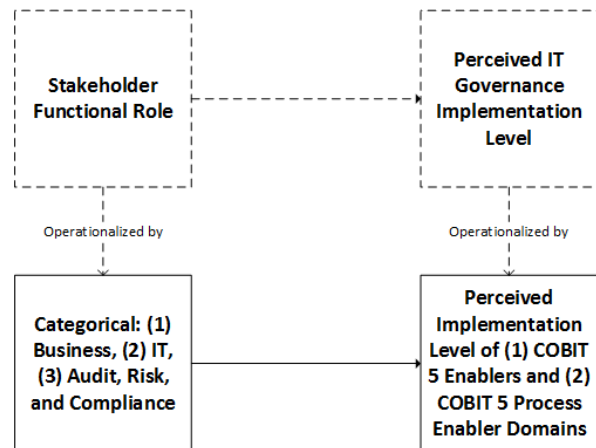 Stakeholder
Functional Role
Perceived IT
Governance
Implementation
Level
Operationalized by
Operationalized by
Categorical: (1)
Business, (2) IT,
(3) Audit, Risk,
and Compliance
Perceived
Implementation
Level of (1) COBIT
5 Enablers and (2)
COBIT 5 Process
Enabler Domains